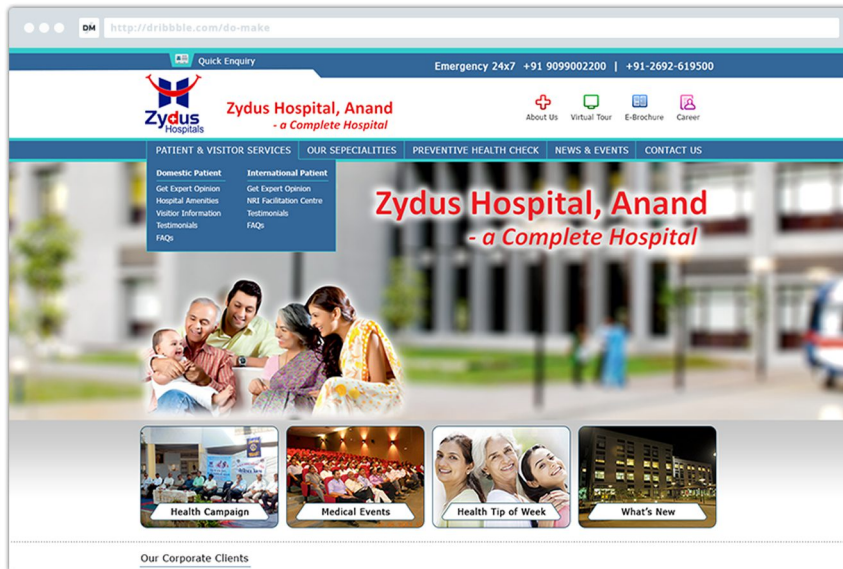 DM http://dribbble.com/do-make
Quick Enquiry
Emergency 24x7 +91 9099002200 | +91-2692-619500
Zydus
Hospitals
Zydus Hospital, Anand
- a Complete Hospital
About Us Virtual Tour E-Brochure Career
PATIENT & VISITOR SERVICES OUR SEPECIALITIES PREVENTIVE HEALTH CHECK NEWS & EVENTS CONTACT US
Domestic Patient International Patient
Get Expert Opinion Get Expert Opinion
Hospital Amenities NRI Facilitation Centre
Visitior Information Testimonials
Testimonials FAQs
FAQs
Zydus Hospital, Anand
- a Complete Hospital
Health Campaign Medical Events Health Tip of Week What's New
Our Corporate Clients